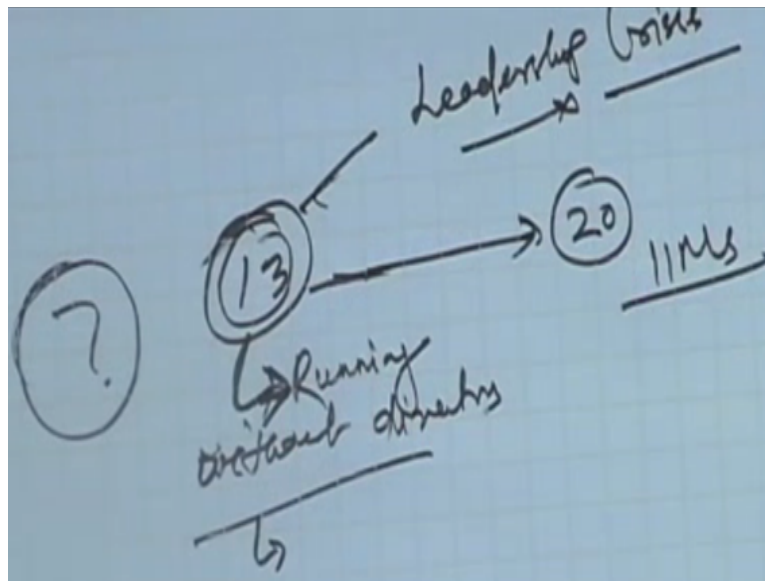 Leadership Crisis
13
20
IIMs
?
Running
without directors